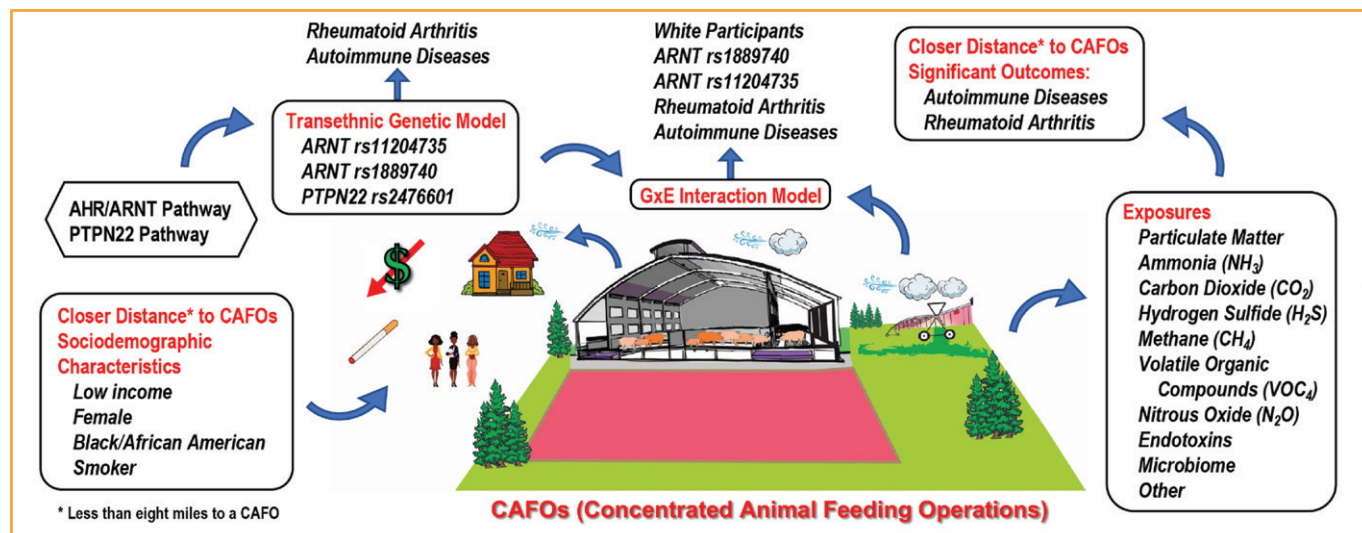 Rheumatoid Arthritis
Autoimmune Diseases
Transethnic Genetic Model
ARNT rs11204735
ARNT rs1889740
PTPN22 rs2476601
AHR/ARNT Pathway
PTPN22 Pathway
White Participants
ARNT rs1889740
ARNT rs11204735
Rheumatoid Arthritis
Autoimmune Diseases
GxE Interaction Model
Closer Distance* to CAFOs
Significant Outcomes:
Autoimmune Diseases
Rheumatoid Arthritis
$
Closer Distance* to CAFOs
Sociodemographic
Characteristics
Low income
Female
Black/African American
Smoker
* Less than eight miles to a CAFO
Exposures
Particulate Matter
Ammonia (NH₃)
Carbon Dioxide (CO₂)
Hydrogen Sulfide (H₂S)
Methane (CH₄)
Volatile Organic
Compounds (VOC₄)
Nitrous Oxide (N₂O)
Endotoxins
Microbiome
Other
CAFOs (Concentrated Animal Feeding Operations)